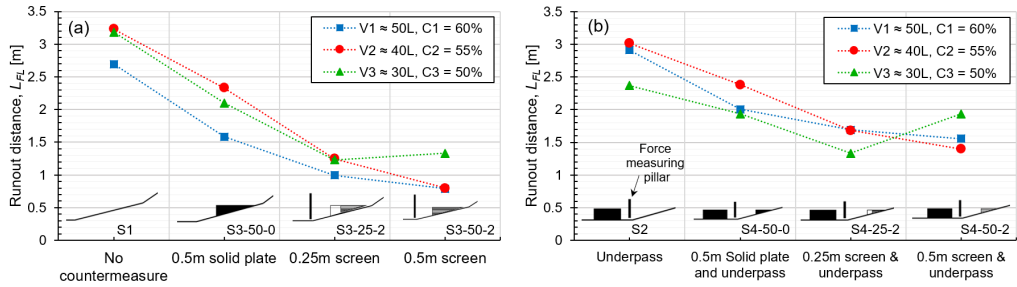 (a)
V1 ≈ 50L, C1 = 60%
V2 ≈ 40L, C2 = 55%
V3 ≈ 30L, C3 = 50%
Runout distance, L_FL [m]
3.5
3
2.5
2
1.5
1
0.5
0
S1
S3-50-0
S3-25-2
S3-50-2
No countermeasure
0.5m solid plate
0.25m screen
0.5m screen
(b)
V1 ≈ 50L, C1 = 60%
V2 ≈ 40L, C2 = 55%
V3 ≈ 30L, C3 = 50%
Runout distance, L_FL [m]
3.5
3
2.5
2
1.5
1
0.5
0
Force
measuring
pillar
S2
S4-50-0
S4-25-2
S4-50-2
Underpass
0.5m Solid plate
and underpass
0.25m screen &
underpass
0.5m screen &
underpass